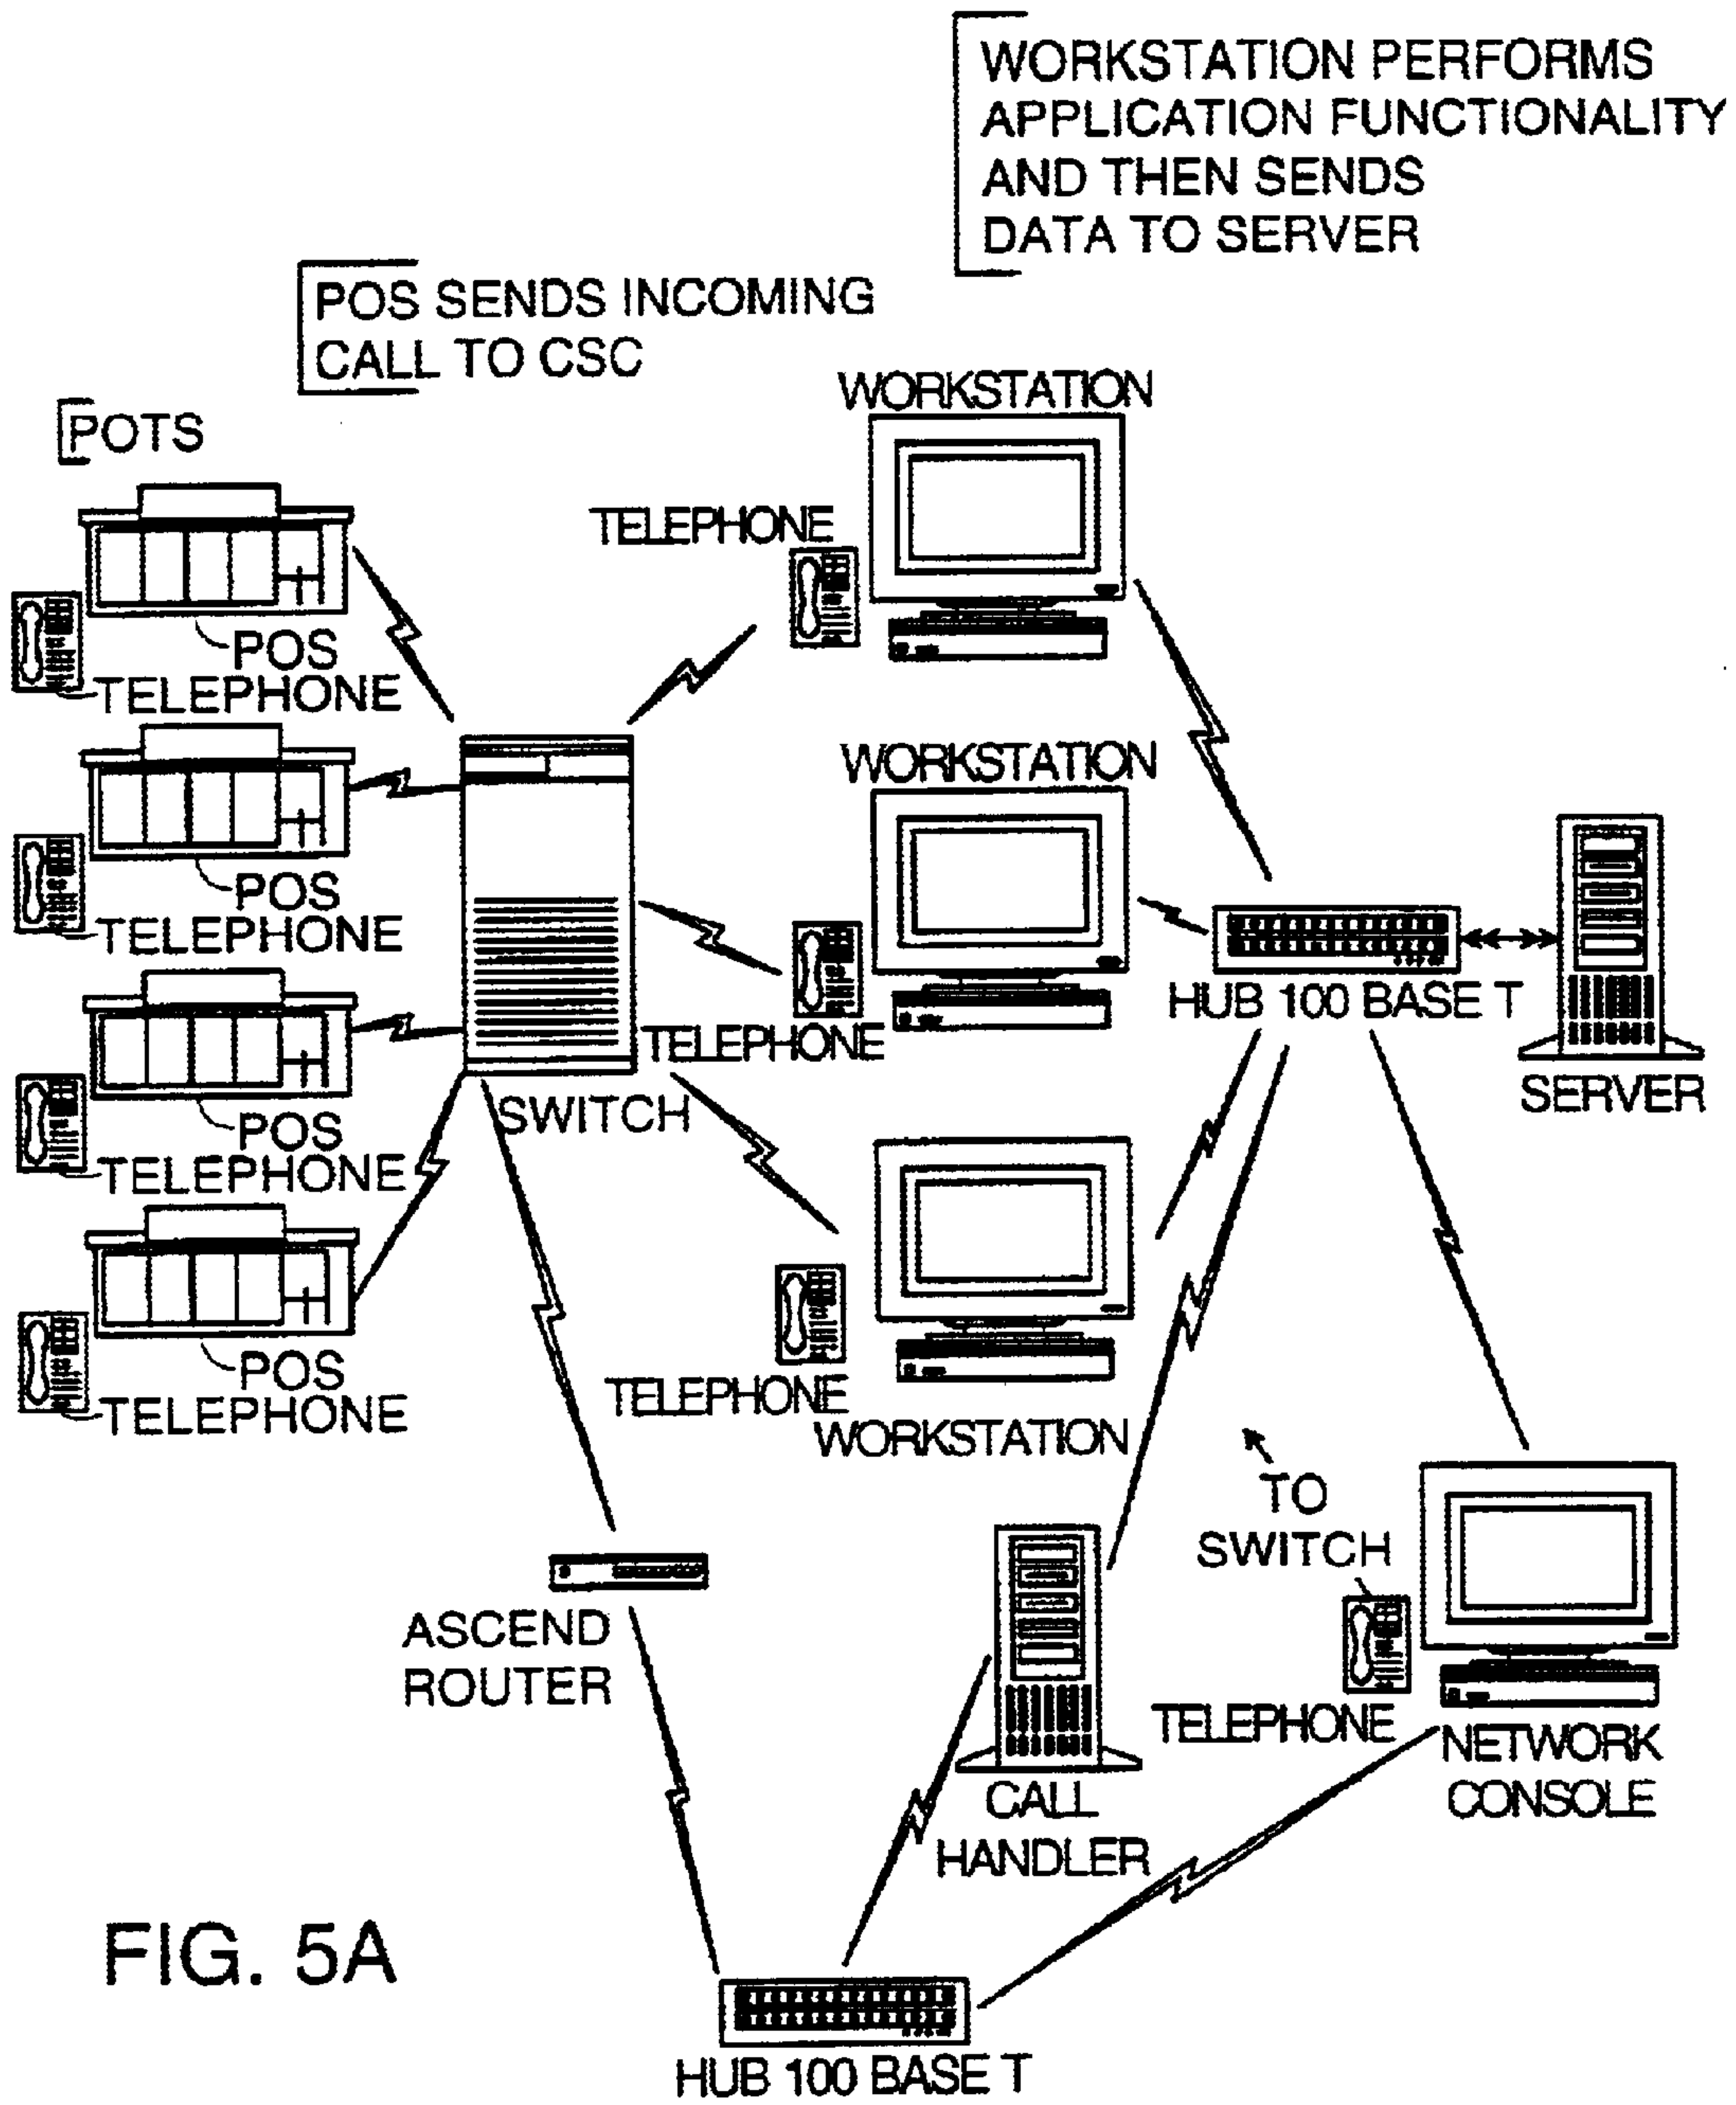 WORKSTATION PERFORMS
APPLICATION FUNCTIONALITY
AND THEN SENDS
DATA TO SERVER
POS SENDS INCOMING
CALL TO CSC
POTS
WORKSTATION
TELEPHONE
POS
TELEPHONE
WORKSTATION
POS
TELEPHONE
HUB 100 BASE T
TELEPHONE
SERVER
SWITCH
POS
TELEPHONE
POS
TELEPHONE
TELEPHONE
WORKSTATION
TO
SWITCH
ASCEND
ROUTER
TELEPHONE
NETWORK
CONSOLE
CALL
HANDLER
FIG. 5A
HUB 100 BASE T